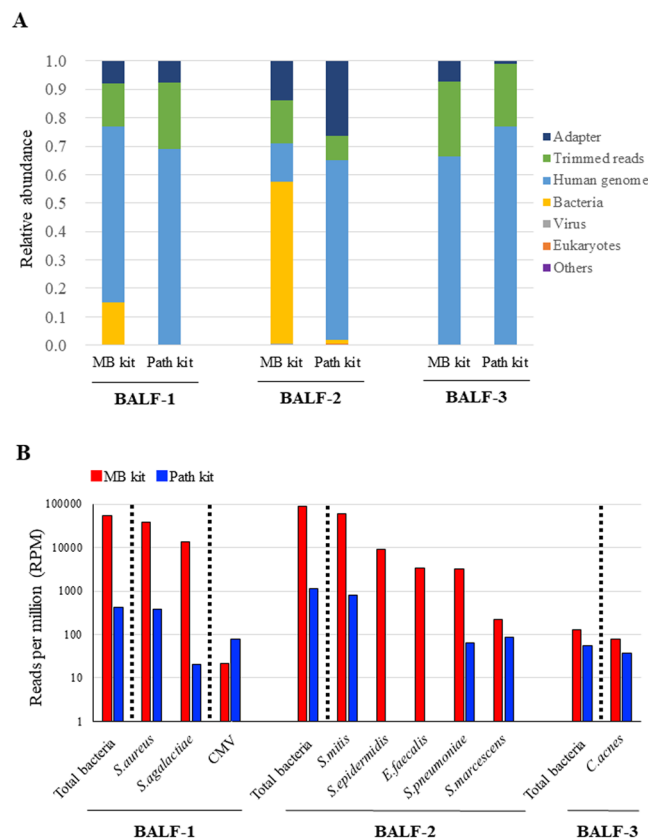 A
Relative abundance
1.0
0.9
0.8
0.7
0.6
0.5
0.4
0.3
0.2
0.1
0.0
Adapter
Trimmed reads
Human genome
Bacteria
Virus
Eukaryotes
Others
MB kit Path kit MB kit Path kit MB kit Path kit
BALF-1 BALF-2 BALF-3
B
MB kit Path kit
Reads per million (RPM)
100000
10000
1000
100
10
1
Total bacteria
S.aureus
S.agalactiae
CMV
Total bacteria
S.mitis
S.epidermidis
E.faecalis
S.pneumoniae
S.marcescens
Total bacteria
C.acnes
BALF-1 BALF-2 BALF-3